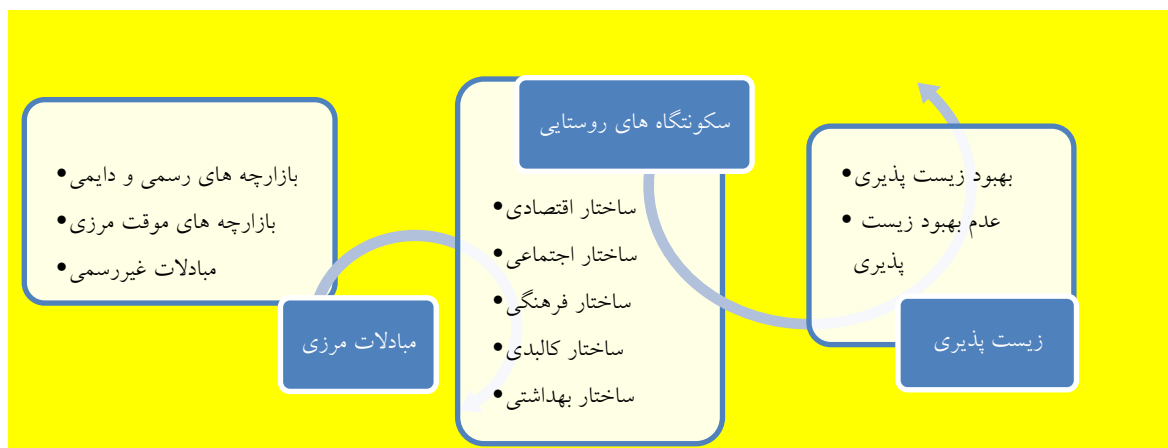 بازارچه های رسمی و دایمی•
بازارچه های موقت مرزی•
مبادلات غیررسمی•
مبادلات مرزی
سکونتگاه های روستایی
ساختار اقتصادی•
ساختار اجتماعی•
ساختار فرهنگی•
ساختار کالبدی•
ساختار بهداشتی•
بهبود زیست پذیری•
عدم بهبود زیست •
پذیری
زیست پذیری